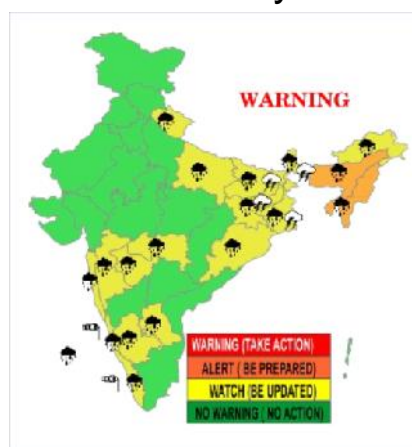 WARNING
WARNING (TAKE ACTION)
ALERT ( BE PREPARED)
WATCH (BE UPDATED)
NO WARNING ( NO ACTION)